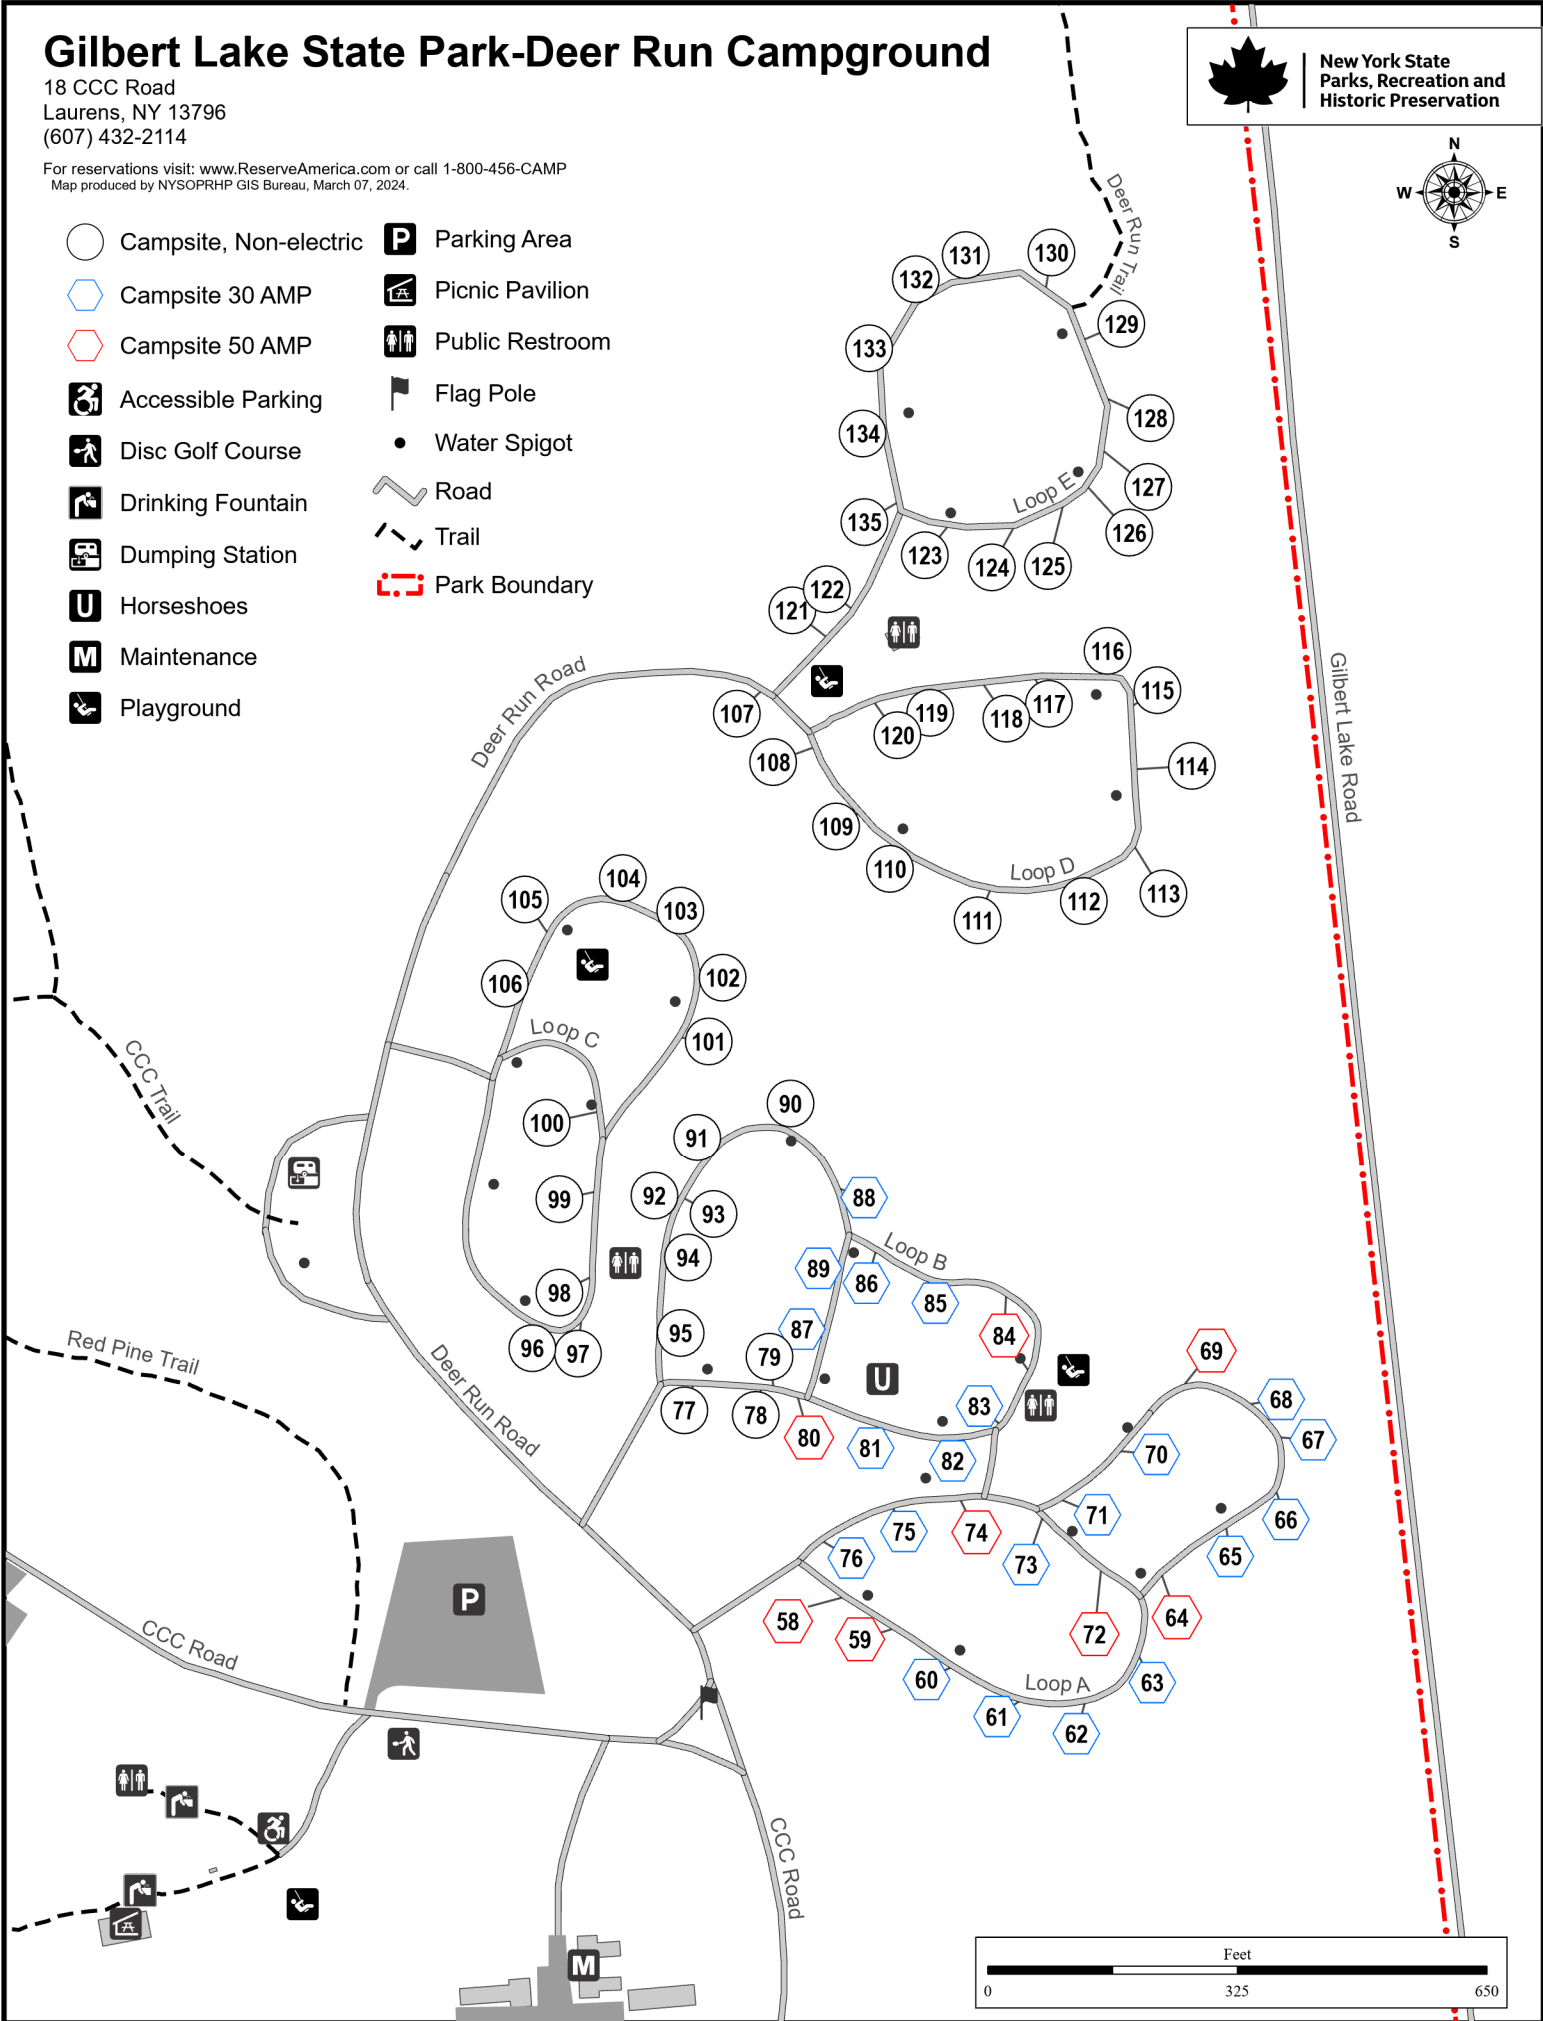 Gilbert Lake State Park-Deer Run Campground
18 CCC Road
Laurens, NY 13796
(607) 432-2114
For reservations visit: www.ReserveAmerica.com or call 1-800-456-CAMP
Map produced by NYSOPRHP GIS Bureau, March 07, 2024.
New York State
Parks, Recreation and
Historic Preservation
N
W E
S
Campsite, Non-electric
Campsite 30 AMP
Campsite 50 AMP
Accessible Parking
Disc Golf Course
Drinking Fountain
Dumping Station
U Horseshoes
M Maintenance
Playground
P Parking Area
Picnic Pavilion
Public Restroom
Flag Pole
Water Spigot
Road
Trail
Park Boundary
Deer Run Trail
130
131
132
129
133
128
134
Loop E
127
135
126
123
124
125
122
121
116
115
107
119
117
118
120
108
114
109
110
Loop D
112
113
111
Gilbert Lake Road
Deer Run Road
104
105
103
106
102
Loop C
101
100
99
98
96
97
CCC Trail
90
91
92
93
88
94
Loop B
89
86
85
87
95
84
79
U
77
78
80
83
81
82
69
68
67
70
71
66
75
74
65
76
73
58
59
72
64
60
Loop A
63
61
62
Red Pine Trail
Deer Run Road
P
CCC Road
CCC Road
M
Feet
0 325 650